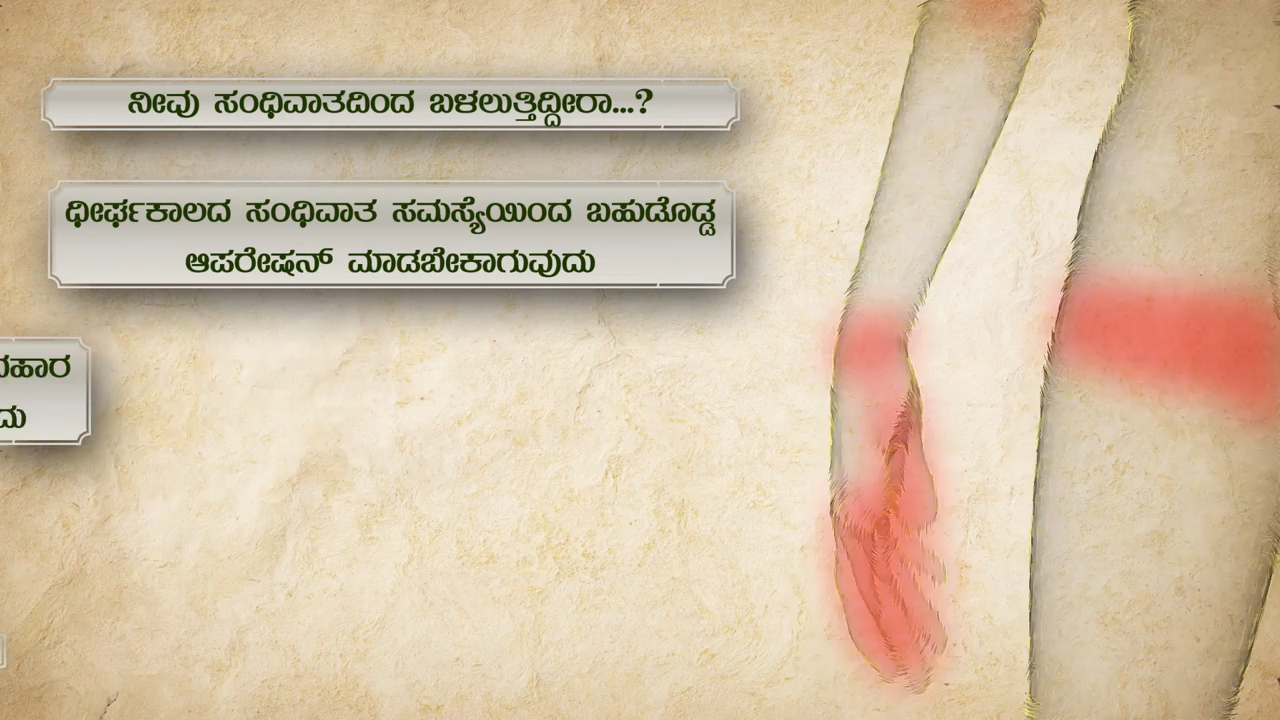 ನೀವು ಸಂಧಿವಾತದಿಂದ ಬಳಲುತ್ತಿದ್ದೀರಾ...?
ಧೀರ್ಘಕಾಲದ ಸಂಧಿವಾತ ಸಮಸ್ಯೆಯಿಂದ ಬಹುದೊಡ್ಡ
ಆಪರೇಷನ್ ಮಾಡಬೇಕಾಗುವುದು